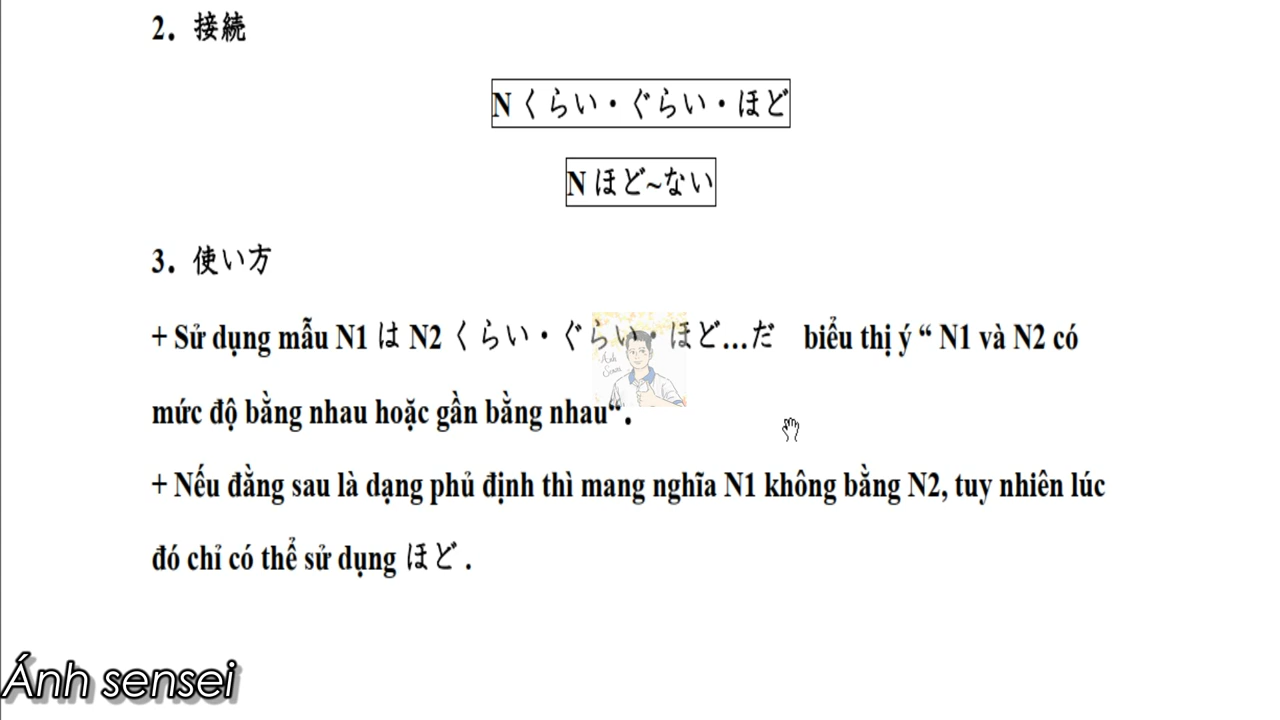 2. 接続
N くらい・ぐらい・ほど
N ほど~ない
3. 使い方
+ Sử dụng mẫu N1 は N2 くらい・ぐらい・ほど…だ biểu thị ý “ N1 và N2 có
mức độ bằng nhau hoặc gần bằng nhau“.
Ánh
Sensei
+ Nếu đằng sau là dạng phủ định thì mang nghĩa N1 không bằng N2, tuy nhiên lúc
đó chỉ có thể sử dụng ほど.
Ánh sensei